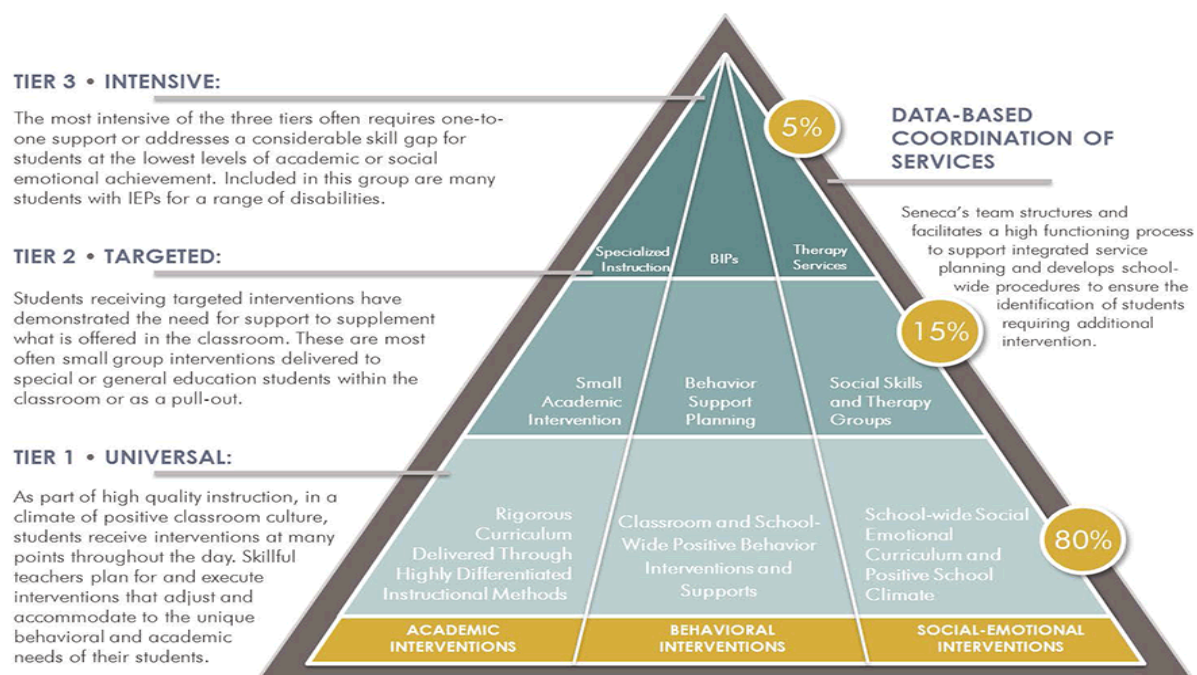 TIER 3 • INTENSIVE:
The most intensive of the three tiers often requires one-to-
one support or addresses a considerable skill gap for
students at the lowest levels of academic or social
emotional achievement. Included in this group are many
students with IEPs for a range of disabilities.
TIER 2 • TARGETED:
Students receiving targeted interventions have
demonstrated the need for support to supplement
what is offered in the classroom. These are most
often small group interventions delivered to
special or general education students within the
classroom or as a pull-out.
TIER 1 • UNIVERSAL:
As part of high quality instruction, in a
climate of positive classroom culture,
students receive interventions at many
points throughout the day. Skillful
teachers plan for and execute
interventions that adjust and
accommodate to the unique
behavioral and academic
needs of their students.
5%
Specialized
Instruction
BIPs
Therapy
Services
15%
Small
Academic
Intervention
Behavior
Support
Planning
Social Skills
and Therapy
Groups
80%
Rigorous
Curriculum
Delivered Through
Highly Differentiated
Instructional Methods
Classroom and School-
Wide Positive Behavior
Interventions and
Supports
School-wide Social
Emotional
Curriculum and
Positive School
Climate
ACADEMIC
INTERVENTIONS
BEHAVIORAL
INTERVENTIONS
SOCIAL-EMOTIONAL
INTERVENTIONS
DATA-BASED
COORDINATION OF
SERVICES
Seneca's team structures and
facilitates a high functioning process
to support integrated service
planning and develops school-
wide procedures to ensure the
identification of students
requiring additional
intervention.